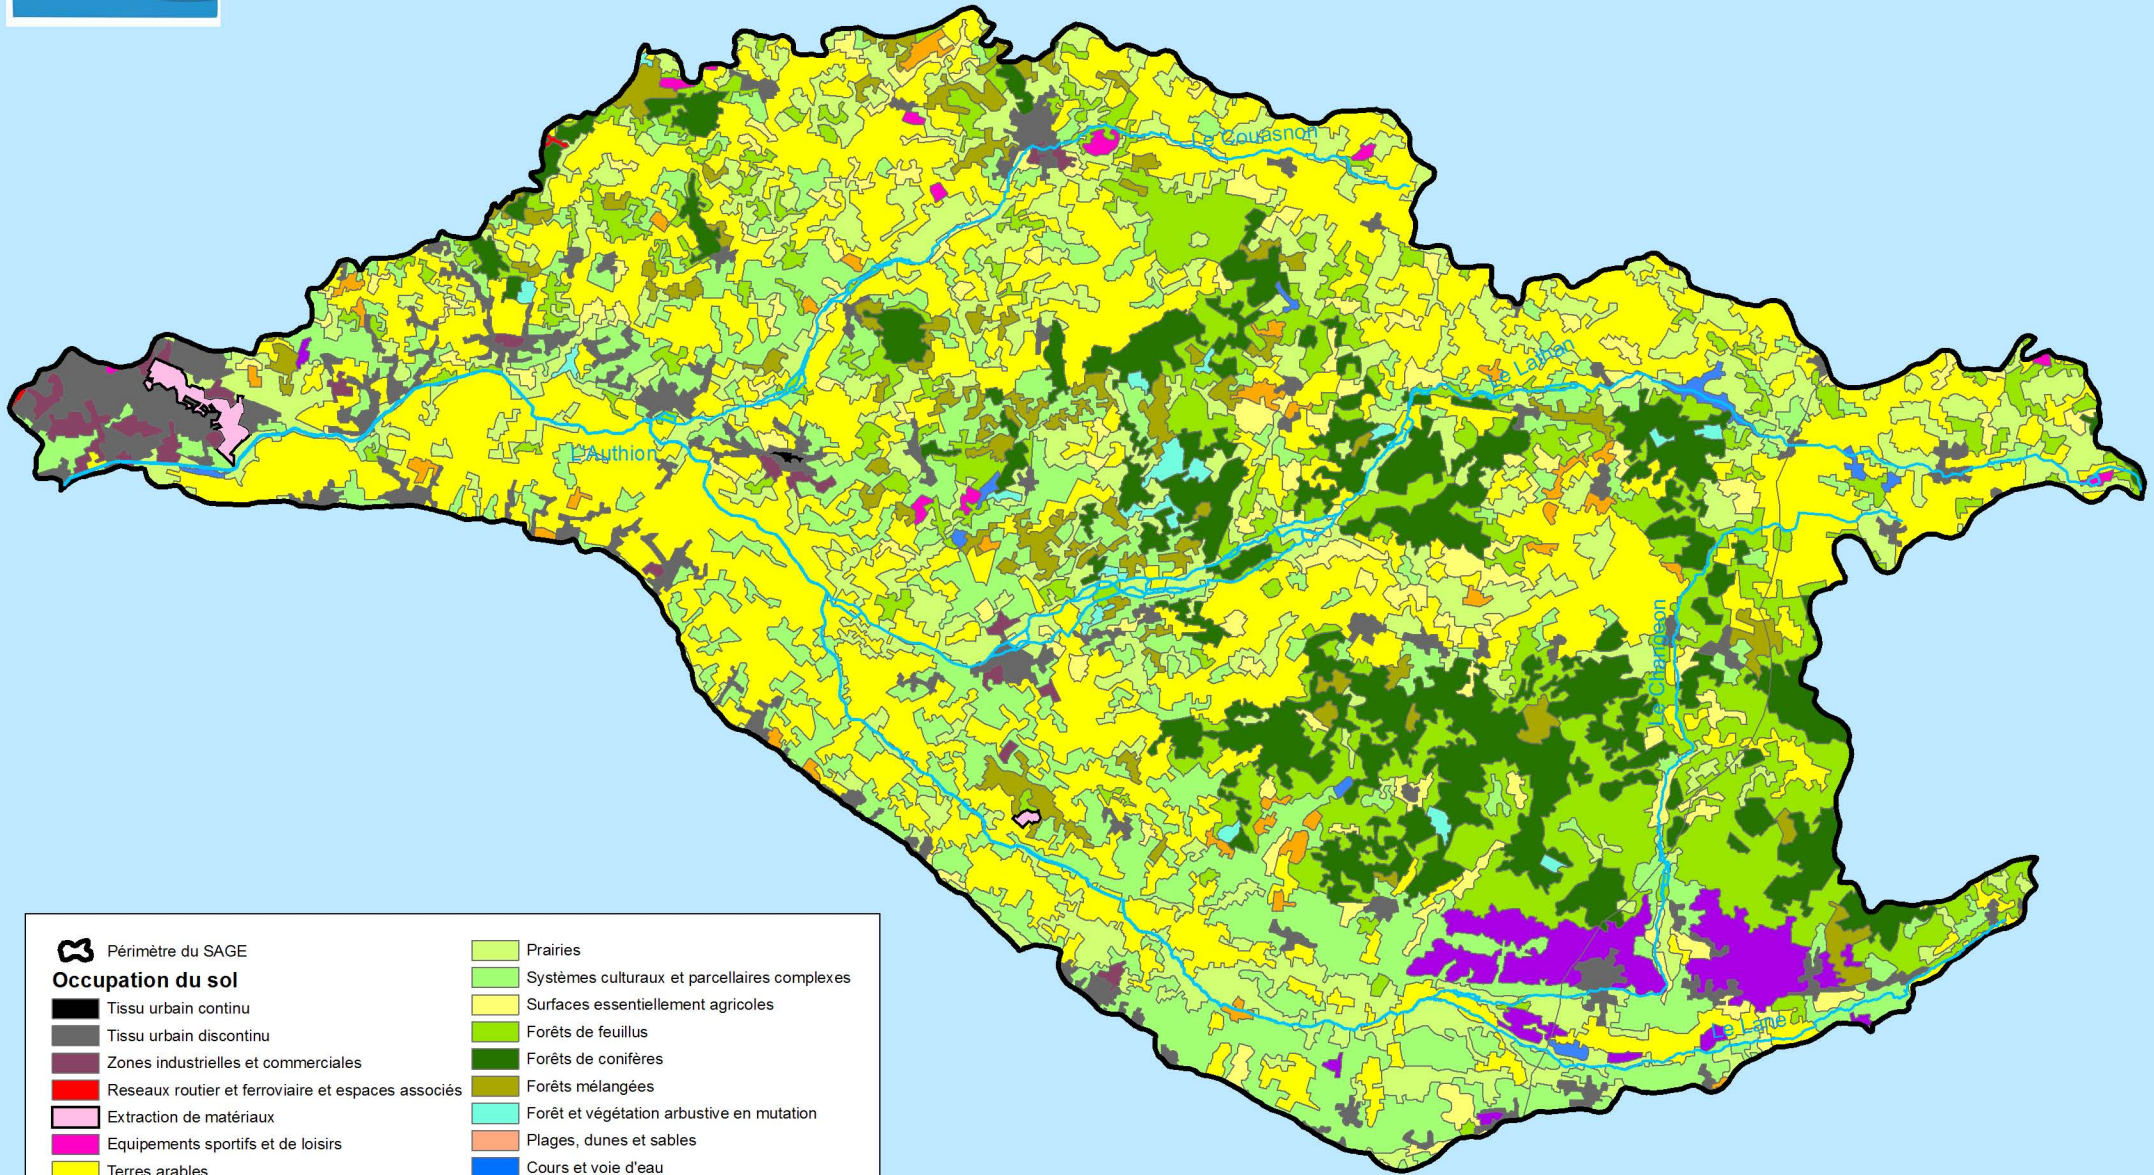 Le Couasnon
Le Lathan
L'Authion
Le Changeon
Le Lane
Périmètre du SAGE
Occupation du sol
Tissu urbain continu
Tissu urbain discontinu
Zones industrielles et commerciales
Reseaux routier et ferroviaire et espaces associés
Extraction de matériaux
Equipements sportifs et de loisirs
Terres arables
Prairies
Systèmes culturaux et parcellaires complexes
Surfaces essentiellement agricoles
Forêts de feuillus
Forêts de conifères
Forêts mélangées
Forêt et végétation arbustive en mutation
Plages, dunes et sables
Cours et voie d'eau